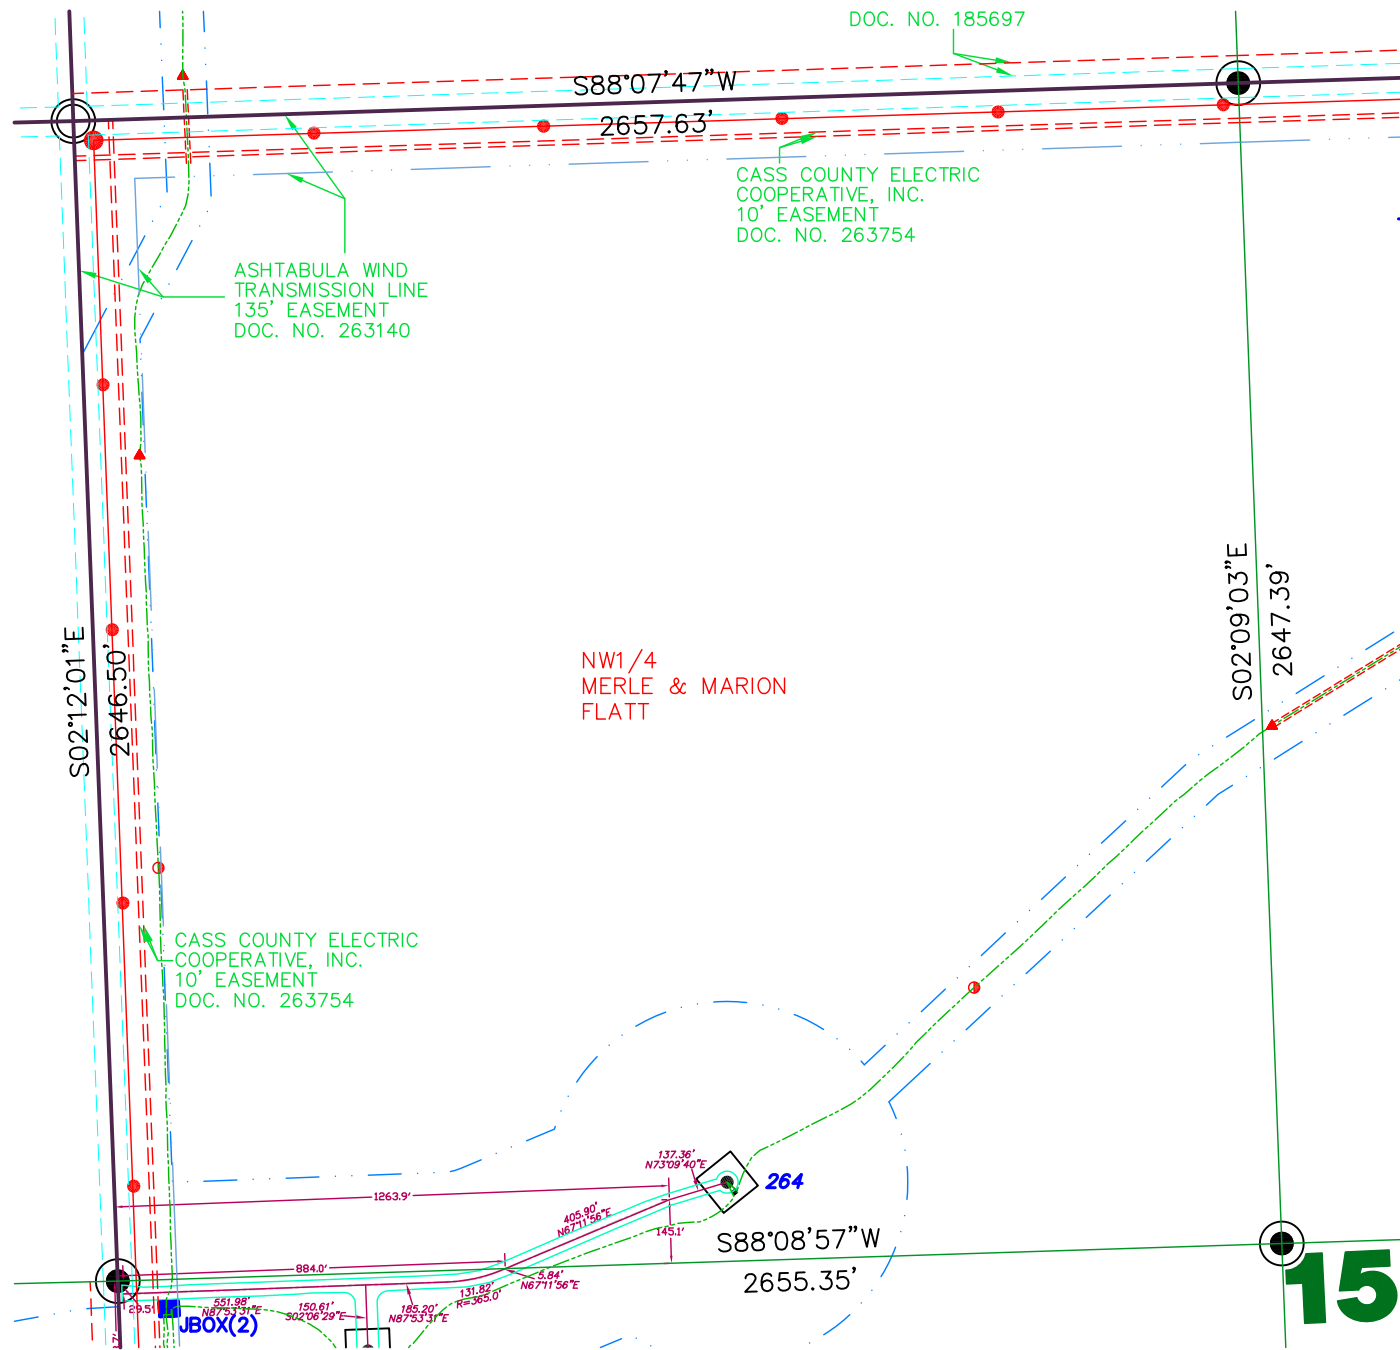 DOC. NO. 185697
S88°07'47"W
2657.63'
CASS COUNTY ELECTRIC
COOPERATIVE, INC.
10' EASEMENT
DOC. NO. 263754
ASHTABULA WIND
TRANSMISSION LINE
135' EASEMENT
DOC. NO. 263140
S02°12'01"E
2646.50'
NW1/4
MERLE & MARION
FLATT
S02°09'03"E
2647.39'
CASS COUNTY ELECTRIC
COOPERATIVE, INC.
10' EASEMENT
DOC. NO. 263754
137.36'
N73°09'40"E
264
1263.9'
405.90'
N67°11'56"E
145.1'
S88°08'57"W
2655.35'
884.0'
5.84'
N67°11'56"E
131.82'
R=365.0'
29.51'
551.98'
N87°53'31"E
150.61'
S02°06'29"E
185.20'
N87°53'31"E
JBOX(2)
15